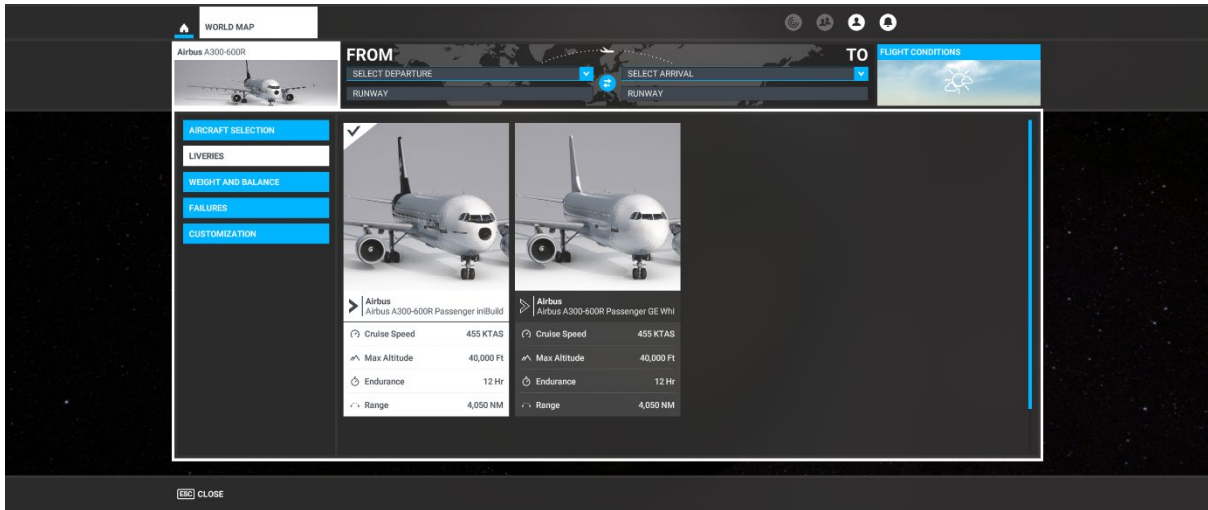 WORLD MAP
Airbus A300-600R
FROM
TO
SELECT DEPARTURE
SELECT ARRIVAL
RUNWAY
RUNWAY
FLIGHT CONDITIONS
AIRCRAFT SELECTION
LIVERIES
WEIGHT AND BALANCE
FAILURES
CUSTOMIZATION
Airbus
Airbus A300-600R Passenger iniBuild
Cruise Speed 455 KTAS
Max Altitude 40,000 Ft
Endurance 12 Hr
Range 4,050 NM
Airbus
Airbus A300-600R Passenger GE Whi
Cruise Speed 455 KTAS
Max Altitude 40,000 Ft
Endurance 12 Hr
Range 4,050 NM
ESC CLOSE